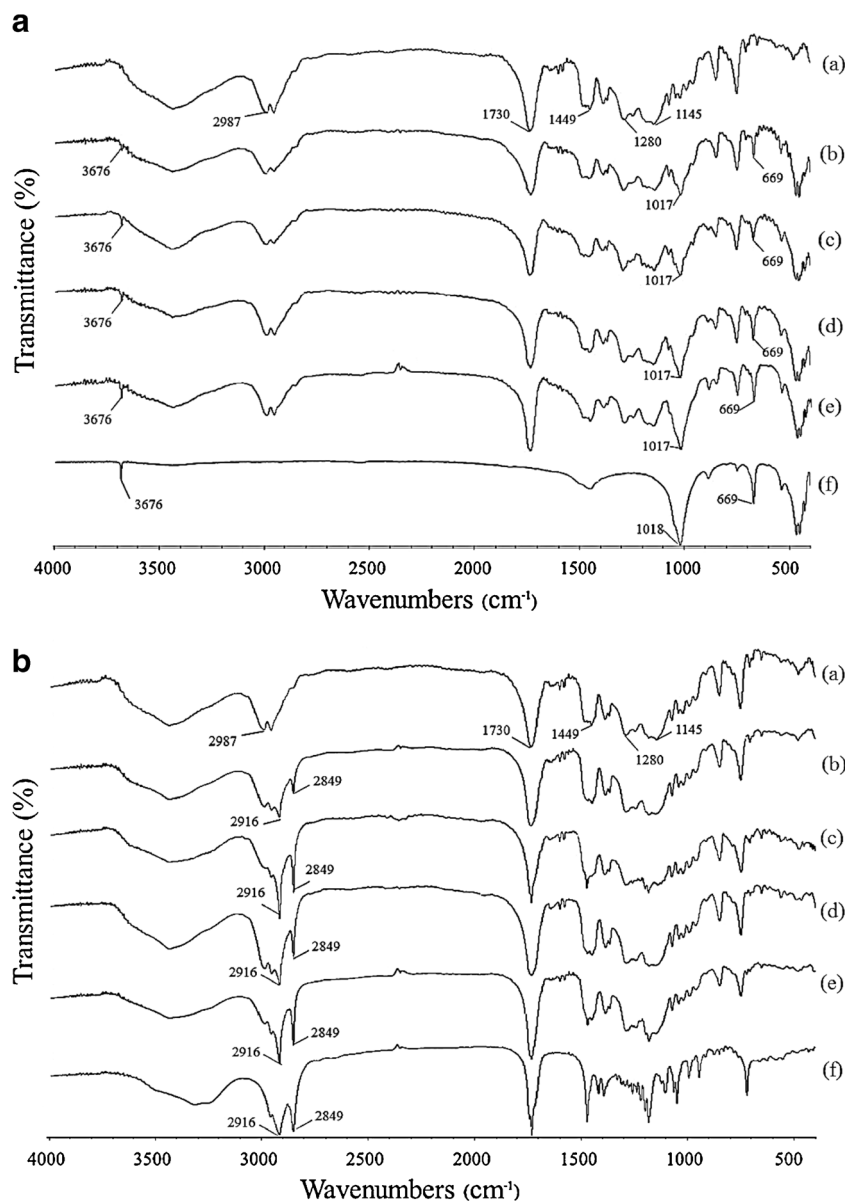 a
(a)
2987 1730 1449 1280 1145
(b)
3676 1017 669
(c)
3676 1017 669
(d)
3676 1017 669
(e)
3676 1017 669
(f)
3676 1018 669
Transmittance (%)
4000 3500 3000 2500 2000 1500 1000 500
Wavenumbers (cm⁻¹)
b
(a)
2987 1730 1449 1280 1145
(b)
2916 2849
(c)
2916 2849
(d)
2916 2849
(e)
2916 2849
(f)
2916 2849
Transmittance (%)
4000 3500 3000 2500 2000 1500 1000 500
Wavenumbers (cm⁻¹)